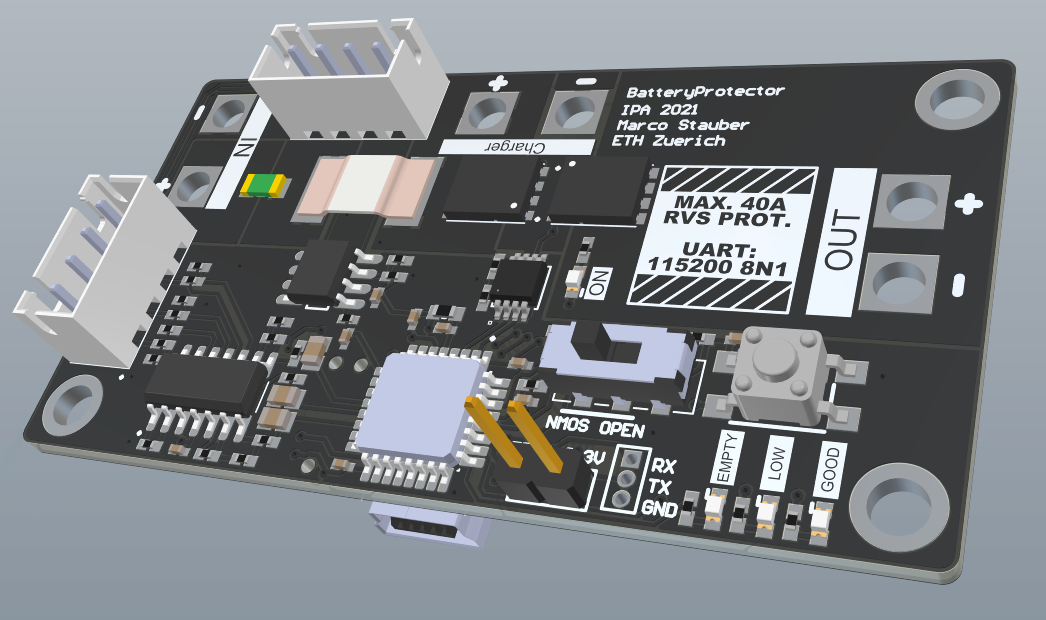 BatteryProtector
IPA 2021
Marco Stauber
ETH Zuerich
IN
Charger
MAX. 40A
RVS PROT.
UART:
115200 8N1
OUT
ON
NMOS OPEN
3V
RX
TX
GND
EMPTY
LOW
GOOD